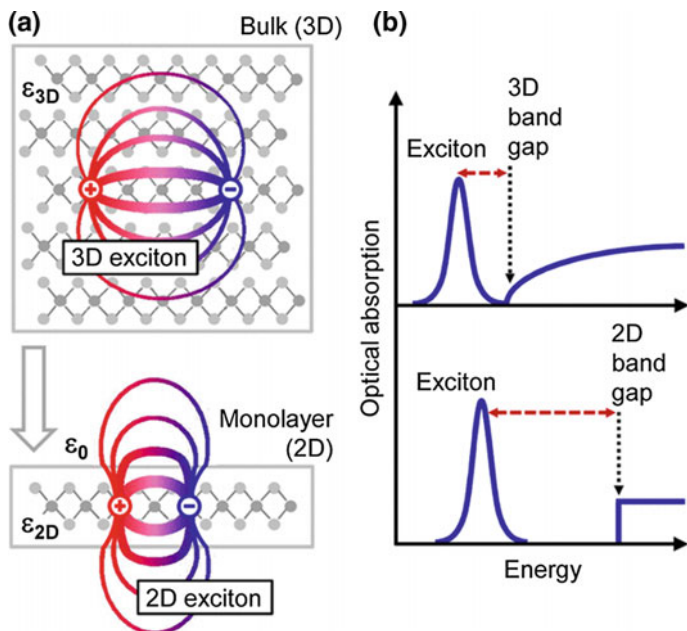 (a)
Bulk (3D)
ε3D
+
−
3D exciton
Monolayer
(2D)
ε0
ε2D
+
−
2D exciton
(b)
Optical absorption
3D
band
gap
Exciton
2D
band
gap
Exciton
Energy